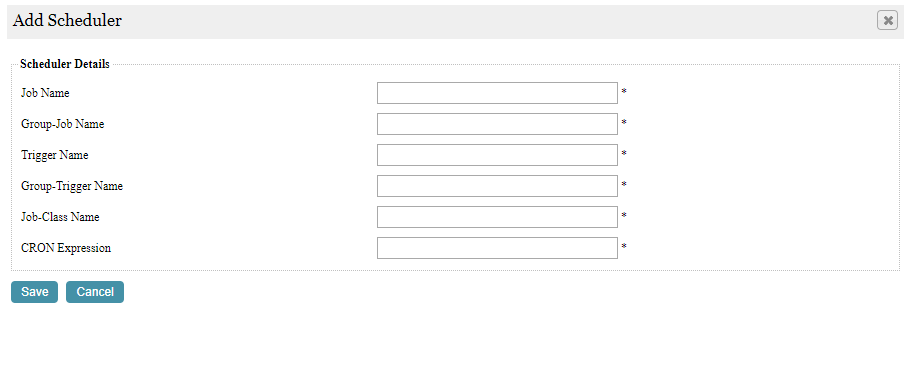 Add Scheduler
Scheduler Details
Job Name *
Group-Job Name *
Trigger Name *
Group-Trigger Name *
Job-Class Name *
CRON Expression *
Save Cancel